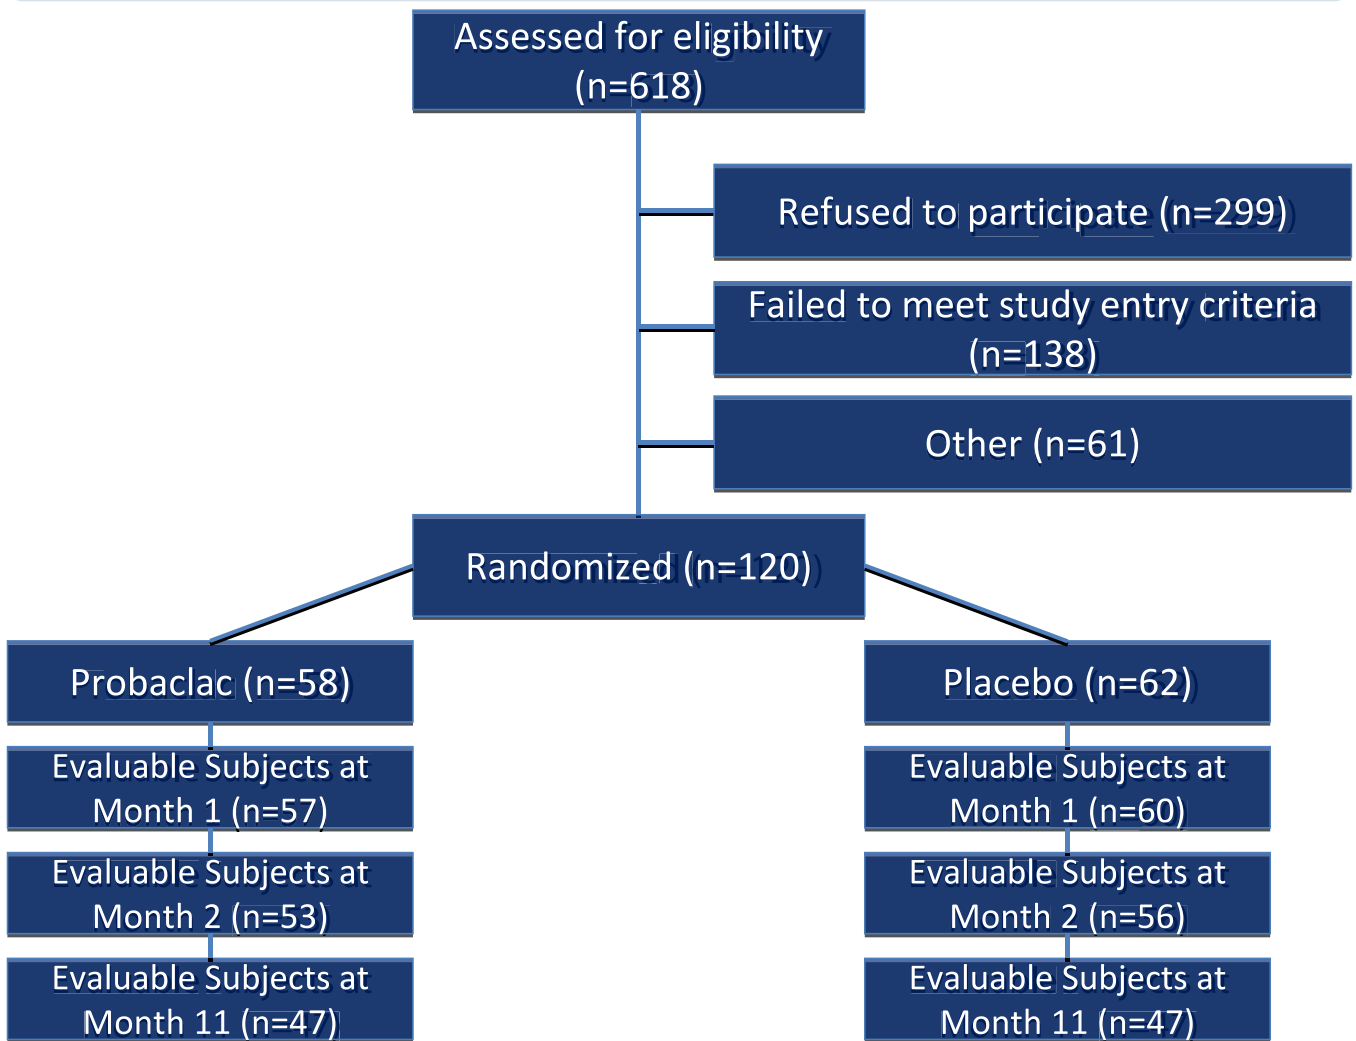 Assessed for eligibility
(n=618)
Refused to participate (n=299)
Failed to meet study entry criteria
(n=138)
Other (n=61)
Randomized (n=120)
Probaclac (n=58)
Placebo (n=62)
Evaluable Subjects at
Month 1 (n=57)
Evaluable Subjects at
Month 1 (n=60)
Evaluable Subjects at
Month 2 (n=53)
Evaluable Subjects at
Month 2 (n=56)
Evaluable Subjects at
Month 11 (n=47)
Evaluable Subjects at
Month 11 (n=47)